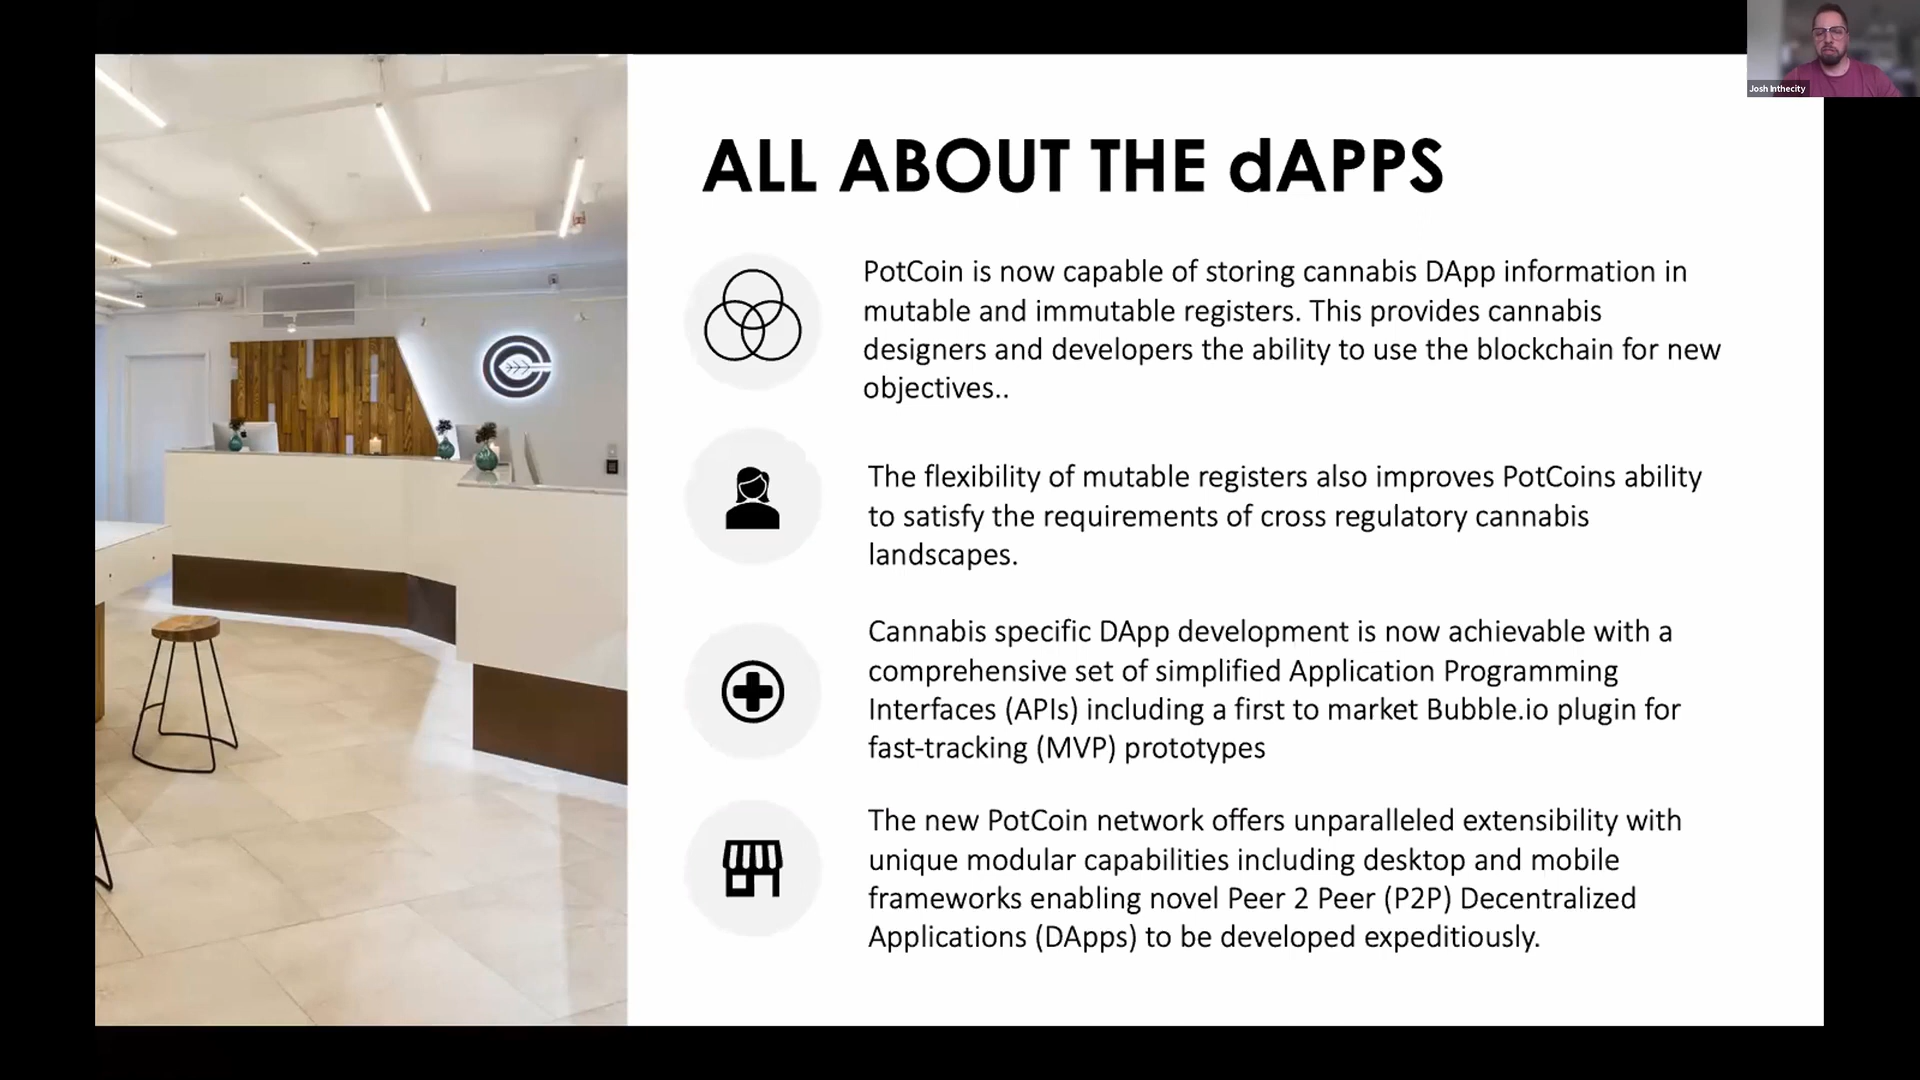 Josh Inthecity
ALL ABOUT THE dAPPS
PotCoin is now capable of storing cannabis DApp information in
mutable and immutable registers. This provides cannabis
designers and developers the ability to use the blockchain for new
objectives..
The flexibility of mutable registers also improves PotCoins ability
to satisfy the requirements of cross regulatory cannabis
landscapes.
Cannabis specific DApp development is now achievable with a
comprehensive set of simplified Application Programming
Interfaces (APIs) including a first to market Bubble.io plugin for
fast-tracking (MVP) prototypes
The new PotCoin network offers unparalleled extensibility with
unique modular capabilities including desktop and mobile
frameworks enabling novel Peer 2 Peer (P2P) Decentralized
Applications (DApps) to be developed expeditiously.